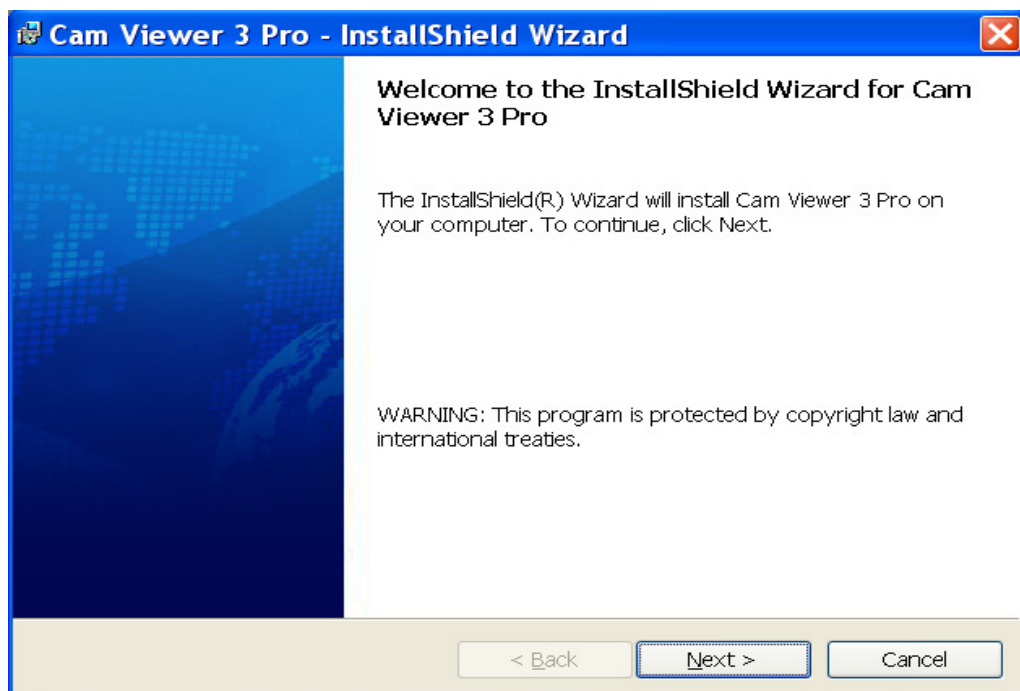 Cam Viewer 3 Pro - InstallShield Wizard
Welcome to the InstallShield Wizard for Cam
Viewer 3 Pro
The InstallShield(R) Wizard will install Cam Viewer 3 Pro on
your computer. To continue, click Next.
WARNING: This program is protected by copyright law and
international treaties.
< Back
Next >
Cancel